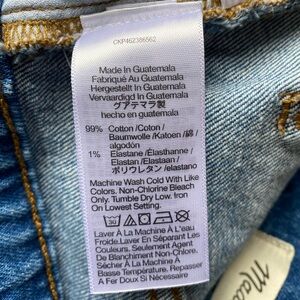 CKP462386562
Made In Guatemala
Fabriqué Au Guatemala
Hergestellt In Guatemala
Vervaardigd In Guatemala
グアテマラ製
hecho en guatemala
99% Cotton /Coton /
Baumwolle /Katoen /綿 /
algodón
1% Elastane /Élasthanne /
Elastan /Elastaan /
ポリウレタン /elastano
Machine Wash Cold With Like
Colors. Non-Chlorine Bleach
Only. Tumble Dry Low. Iron on
Lowest Setting.
Laver À La Machine À Eau
Froide.Laver En Séparant Les
Couleurs. Seulement Agent
De Blanchiment Non-Chlore.
Sécher À La Machine À
Basse Température. Repasser
À Fer Doux Si Nécessaire